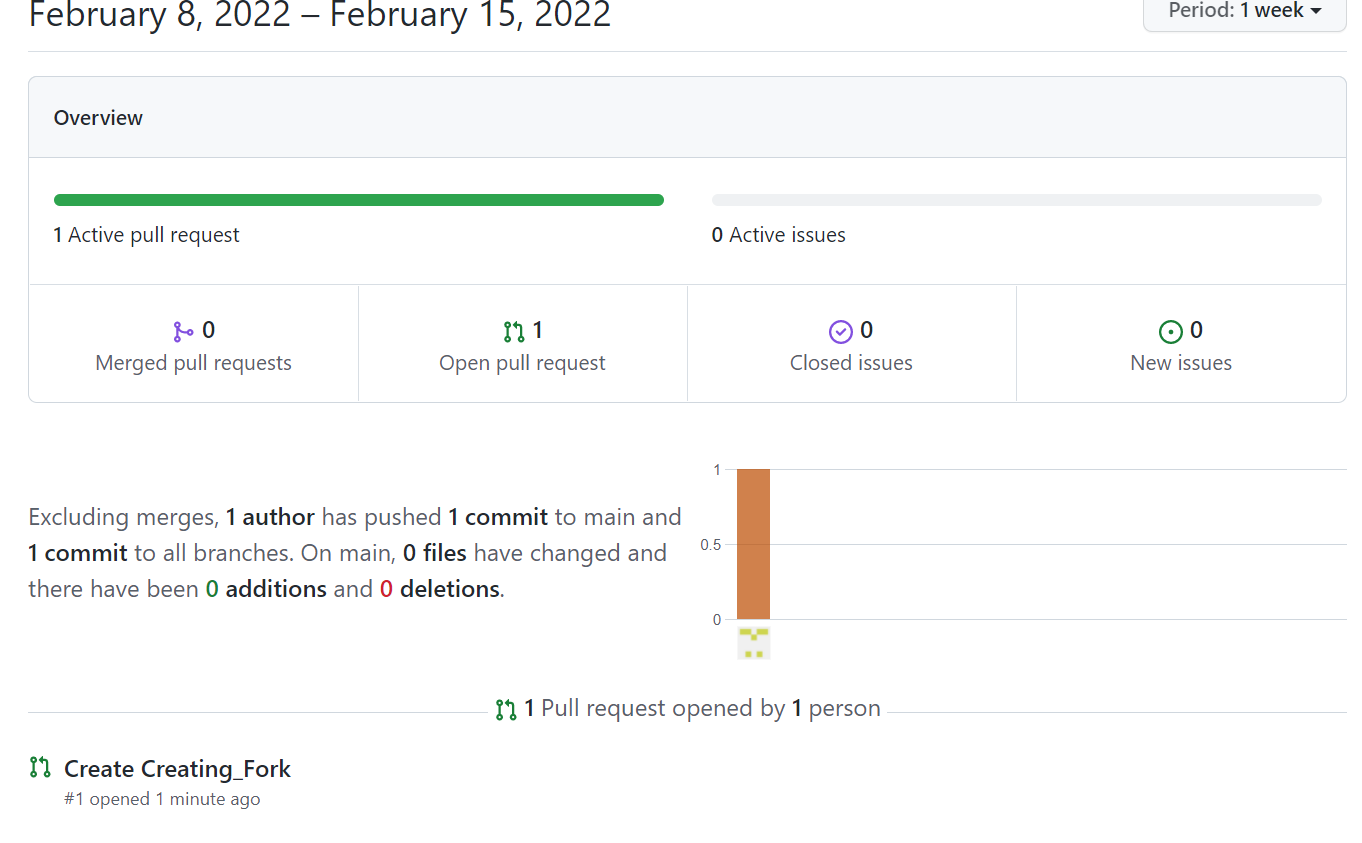 February 8, 2022 – February 15, 2022
Period: 1 week
Overview
1 Active pull request
0 Active issues
0
Merged pull requests
1
Open pull request
0
Closed issues
0
New issues
Excluding merges, 1 author has pushed 1 commit to main and
1 commit to all branches. On main, 0 files have changed and
there have been 0 additions and 0 deletions.
1
0.5
0
1 Pull request opened by 1 person
Create Creating_Fork
#1 opened 1 minute ago